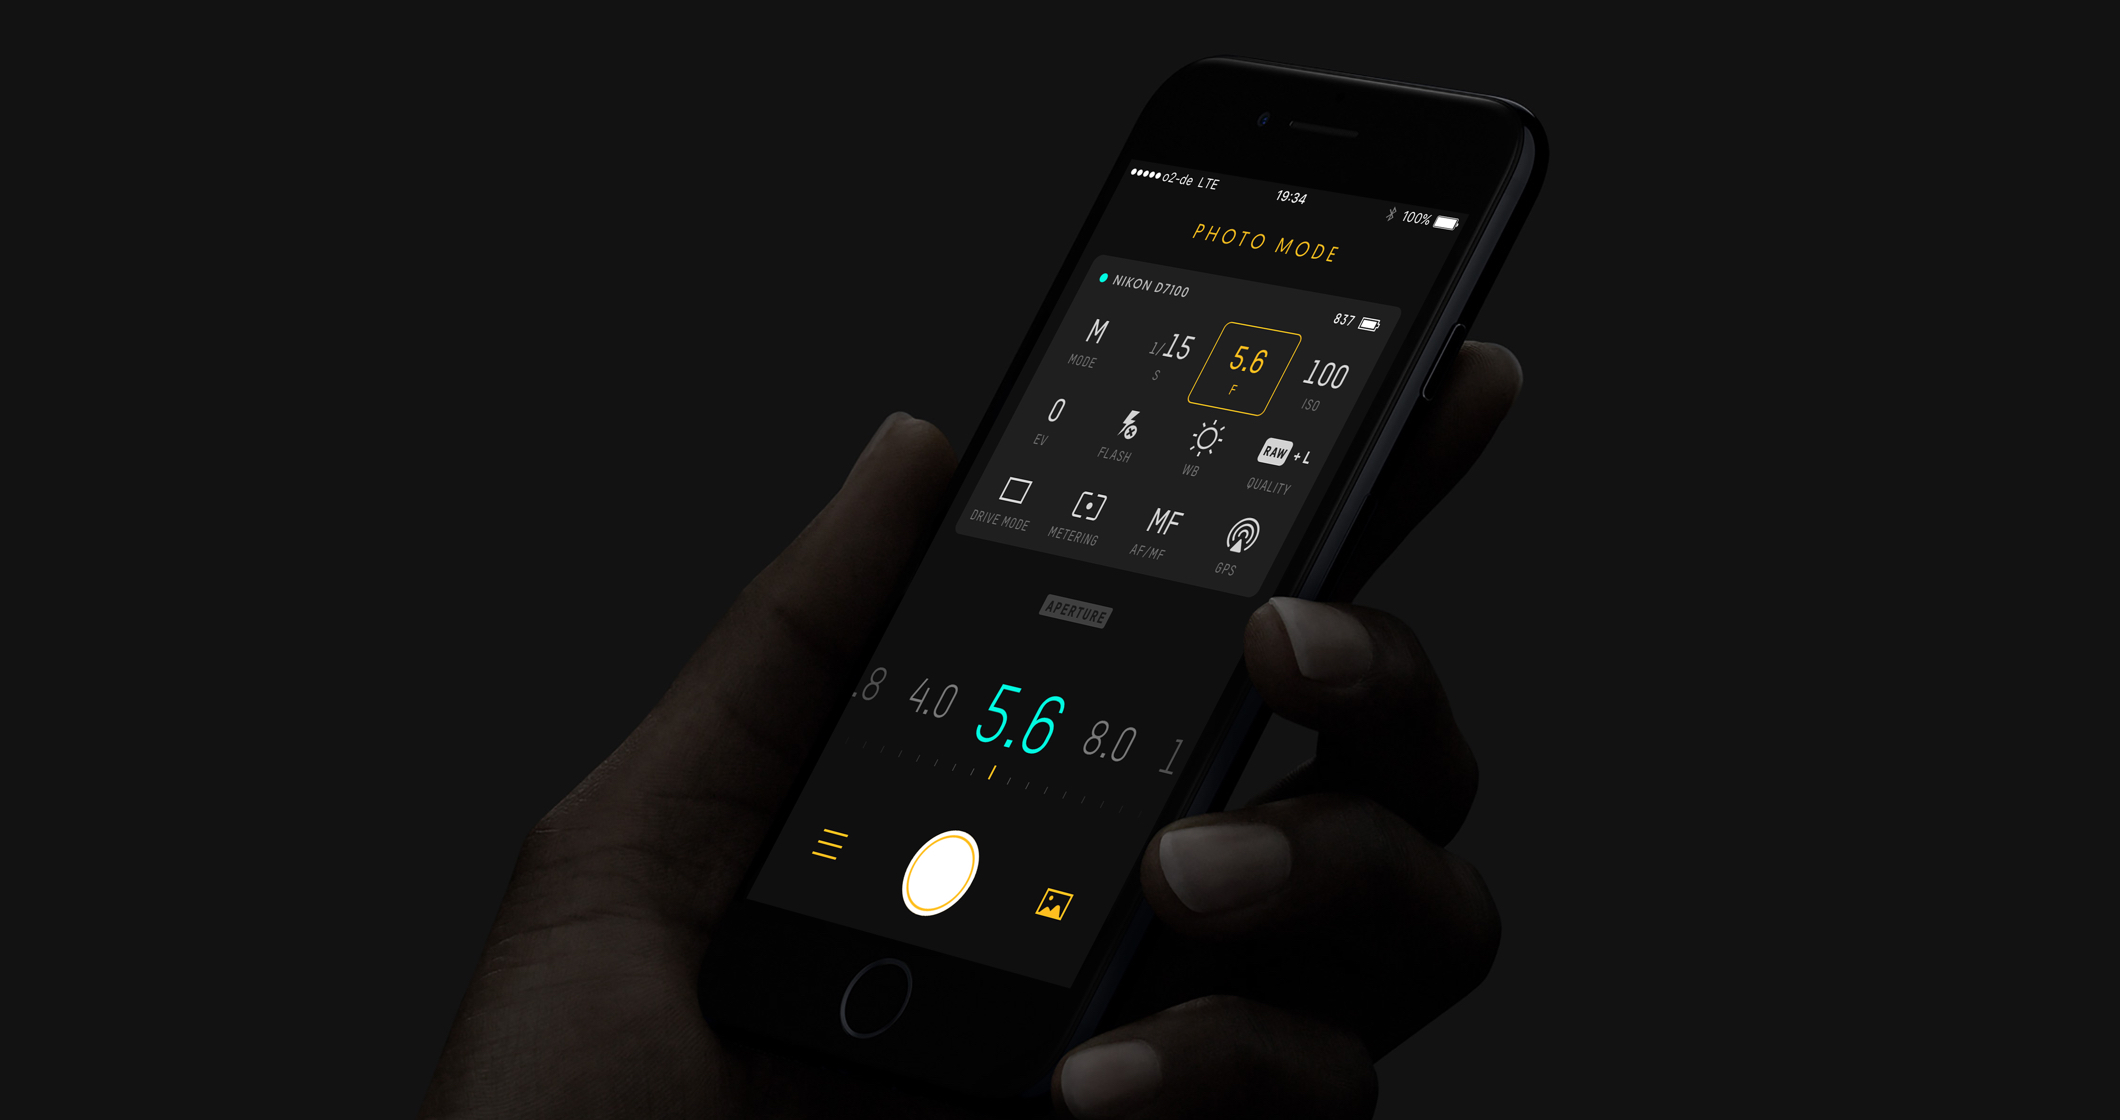 o2-de LTE 19:34 100%
PHOTO MODE
NIKON D7100 837
M 1/15 5.6 100
MODE S F ISO
0 RAW + L
EV FLASH WB QUALITY
MF
DRIVE MODE METERING AF/MF GPS
APERTURE
.8 4.0 5.6 8.0 1